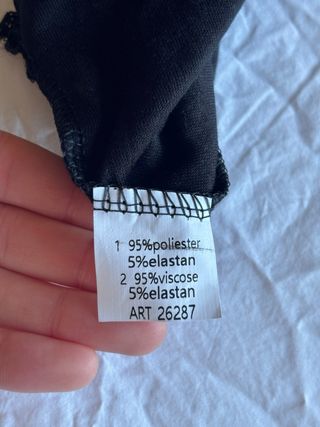 1 95%poliester
5%elastan
2 95%viscose
5%elastan
ART 26287